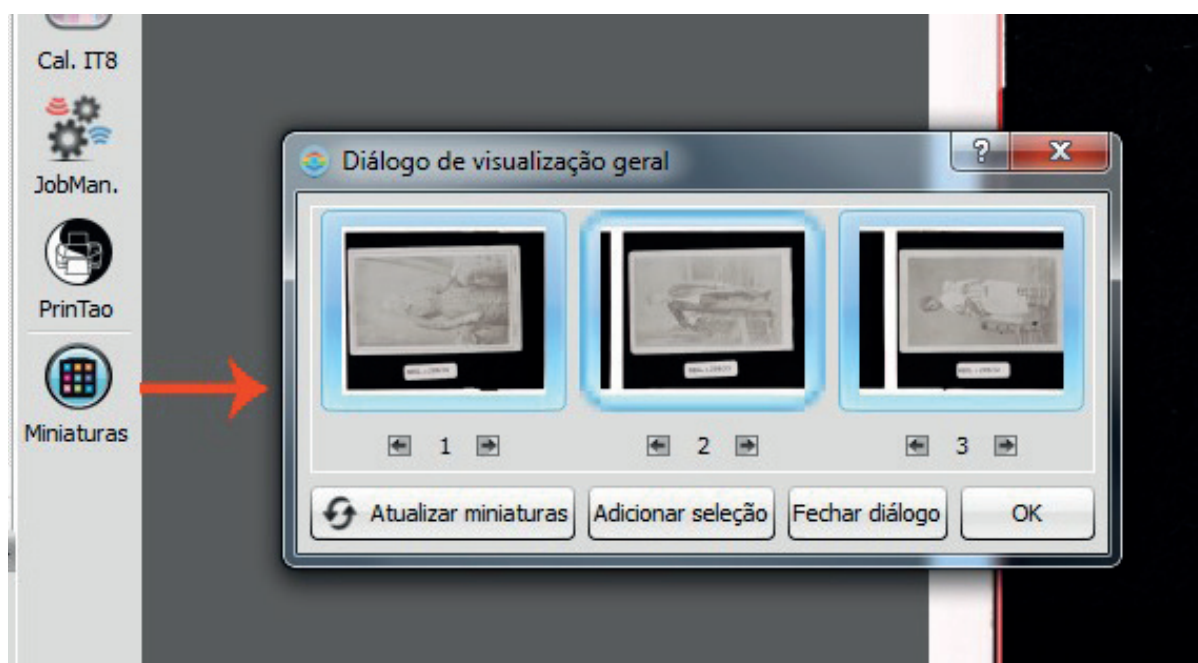 Cal. IT8
JobMan.
PrinTao
Miniaturas
Diálogo de visualização geral
?
X
1
2
3
Atualizar miniaturas
Adicionar seleção
Fechar diálogo
OK